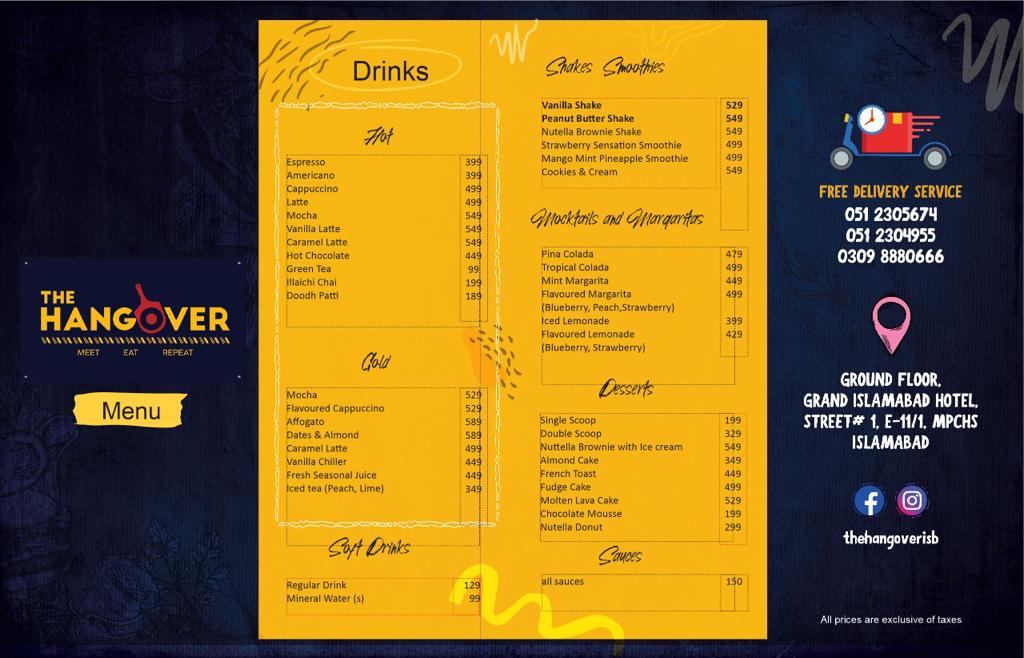 THE
HANGOVER
MEET EAT REPEAT
Menu
Drinks
Hot
Espresso 399
Americano 399
Cappuccino 499
Latte 499
Mocha 549
Vanilla Latte 549
Caramel Latte 549
Hot Chocolate 449
Green Tea 99
Illaichi Chai 199
Doodh Patti 189
Gold
Mocha 529
Flavoured Cappuccino 529
Affogato 589
Dates & Almond 589
Caramel Latte 499
Vanilla Chiller 449
Fresh Seasonal Juice 449
Iced tea (Peach, Lime) 349
Soft Drinks
Regular Drink 129
Mineral Water (s) 99
Shakes Smoothies
Vanilla Shake 529
Peanut Butter Shake 549
Nutella Brownie Shake 549
Strawberry Sensation Smoothie 499
Mango Mint Pineapple Smoothie 499
Cookies & Cream 549
Mocktails and Margaritas
Pina Colada 479
Tropical Colada 499
Mint Margarita 449
Flavoured Margarita 499
(Blueberry, Peach,Strawberry)
Iced Lemonade 399
Flavoured Lemonade 429
(Blueberry, Strawberry)
Desserts
Single Scoop 199
Double Scoop 329
Nuttella Brownie with Ice cream 549
Almond Cake 349
French Toast 449
Fudge Cake 499
Molten Lava Cake 529
Chocolate Mousse 199
Nutella Donut 299
Sauces
all sauces 150
FREE DELIVERY SERVICE
051 2305674
051 2304955
0309 8880666
GROUND FLOOR,
GRAND ISLAMABAD HOTEL,
STREET# 1, E-11/1, MPCHS
ISLAMABAD
thehangoverisb
All prices are exclusive of taxes